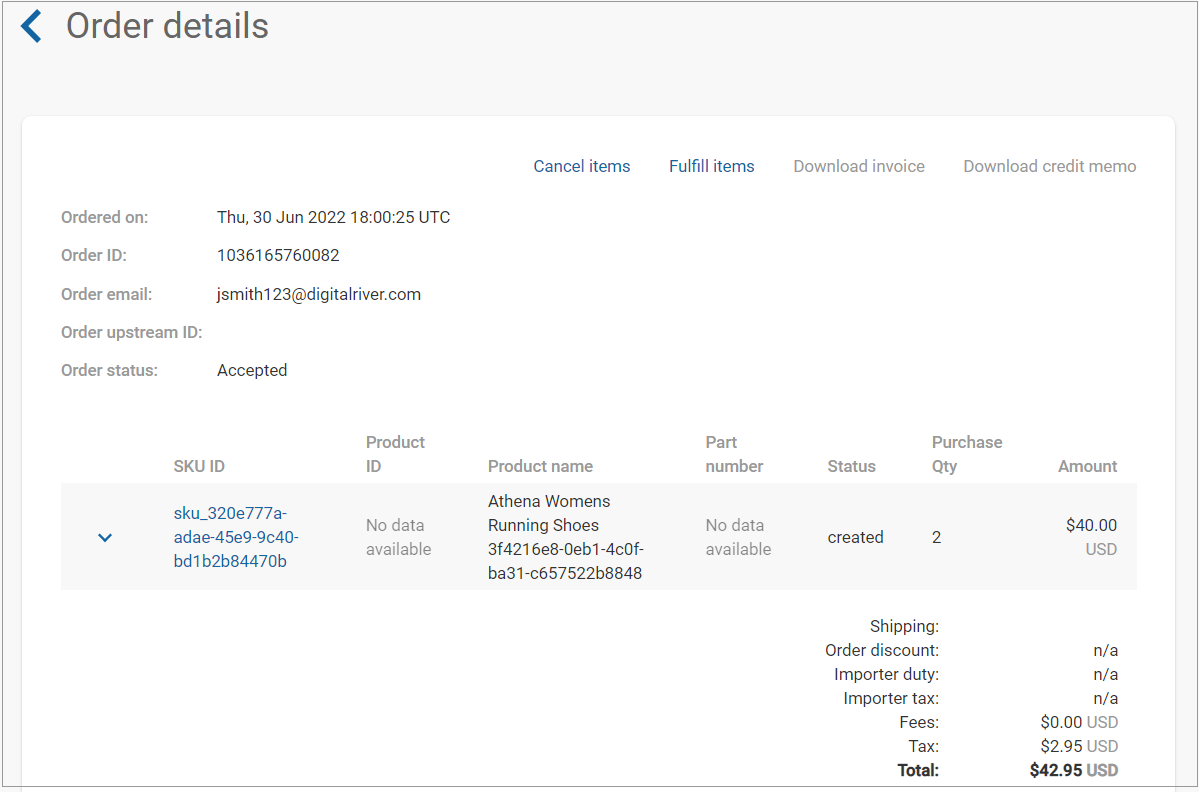 Order details
Cancel items Fulfill items Download invoice Download credit memo
Ordered on: Thu, 30 Jun 2022 18:00:25 UTC
Order ID: 1036165760082
Order email: jsmith123@digitalriver.com
Order upstream ID:
Order status: Accepted
Product Part Purchase
SKU ID ID Product name number Status Qty Amount
Athena Womens
sku_320e777a- No data Running Shoes No data $40.00
adae-45e9-9c40- available 3f4216e8-0eb1-4c0f- available created 2 USD
bd1b2b84470b ba31-c657522b8848
Shipping:
Order discount: n/a
Importer duty: n/a
Importer tax: n/a
Fees: $0.00 USD
Tax: $2.95 USD
Total: $42.95 USD